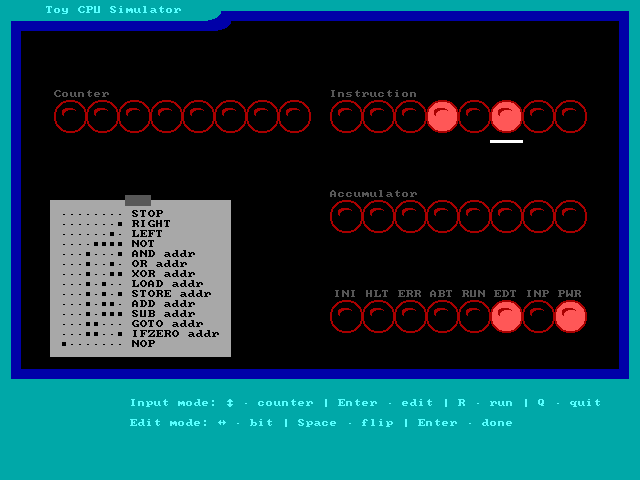 Toy CPU Simulator
Counter
Instruction
Accumulator
INI HLT ERR ABT RUN EDT INP PWR
········ STOP
·······▪ RIGHT
······▪· LEFT
····▪▪▪▪ NOT
···▪···▪ AND addr
···▪··▪· OR addr
···▪··▪▪ XOR addr
···▪·▪·· LOAD addr
···▪·▪·▪ STORE addr
···▪·▪▪· ADD addr
···▪·▪▪▪ SUB addr
···▪▪··· GOTO addr
···▪▪··▪ IFZERO addr
▪······· NOP
Input mode: ↕ · counter | Enter · edit | R · run | Q · quit
Edit mode: ↔ · bit | Space · flip | Enter · done